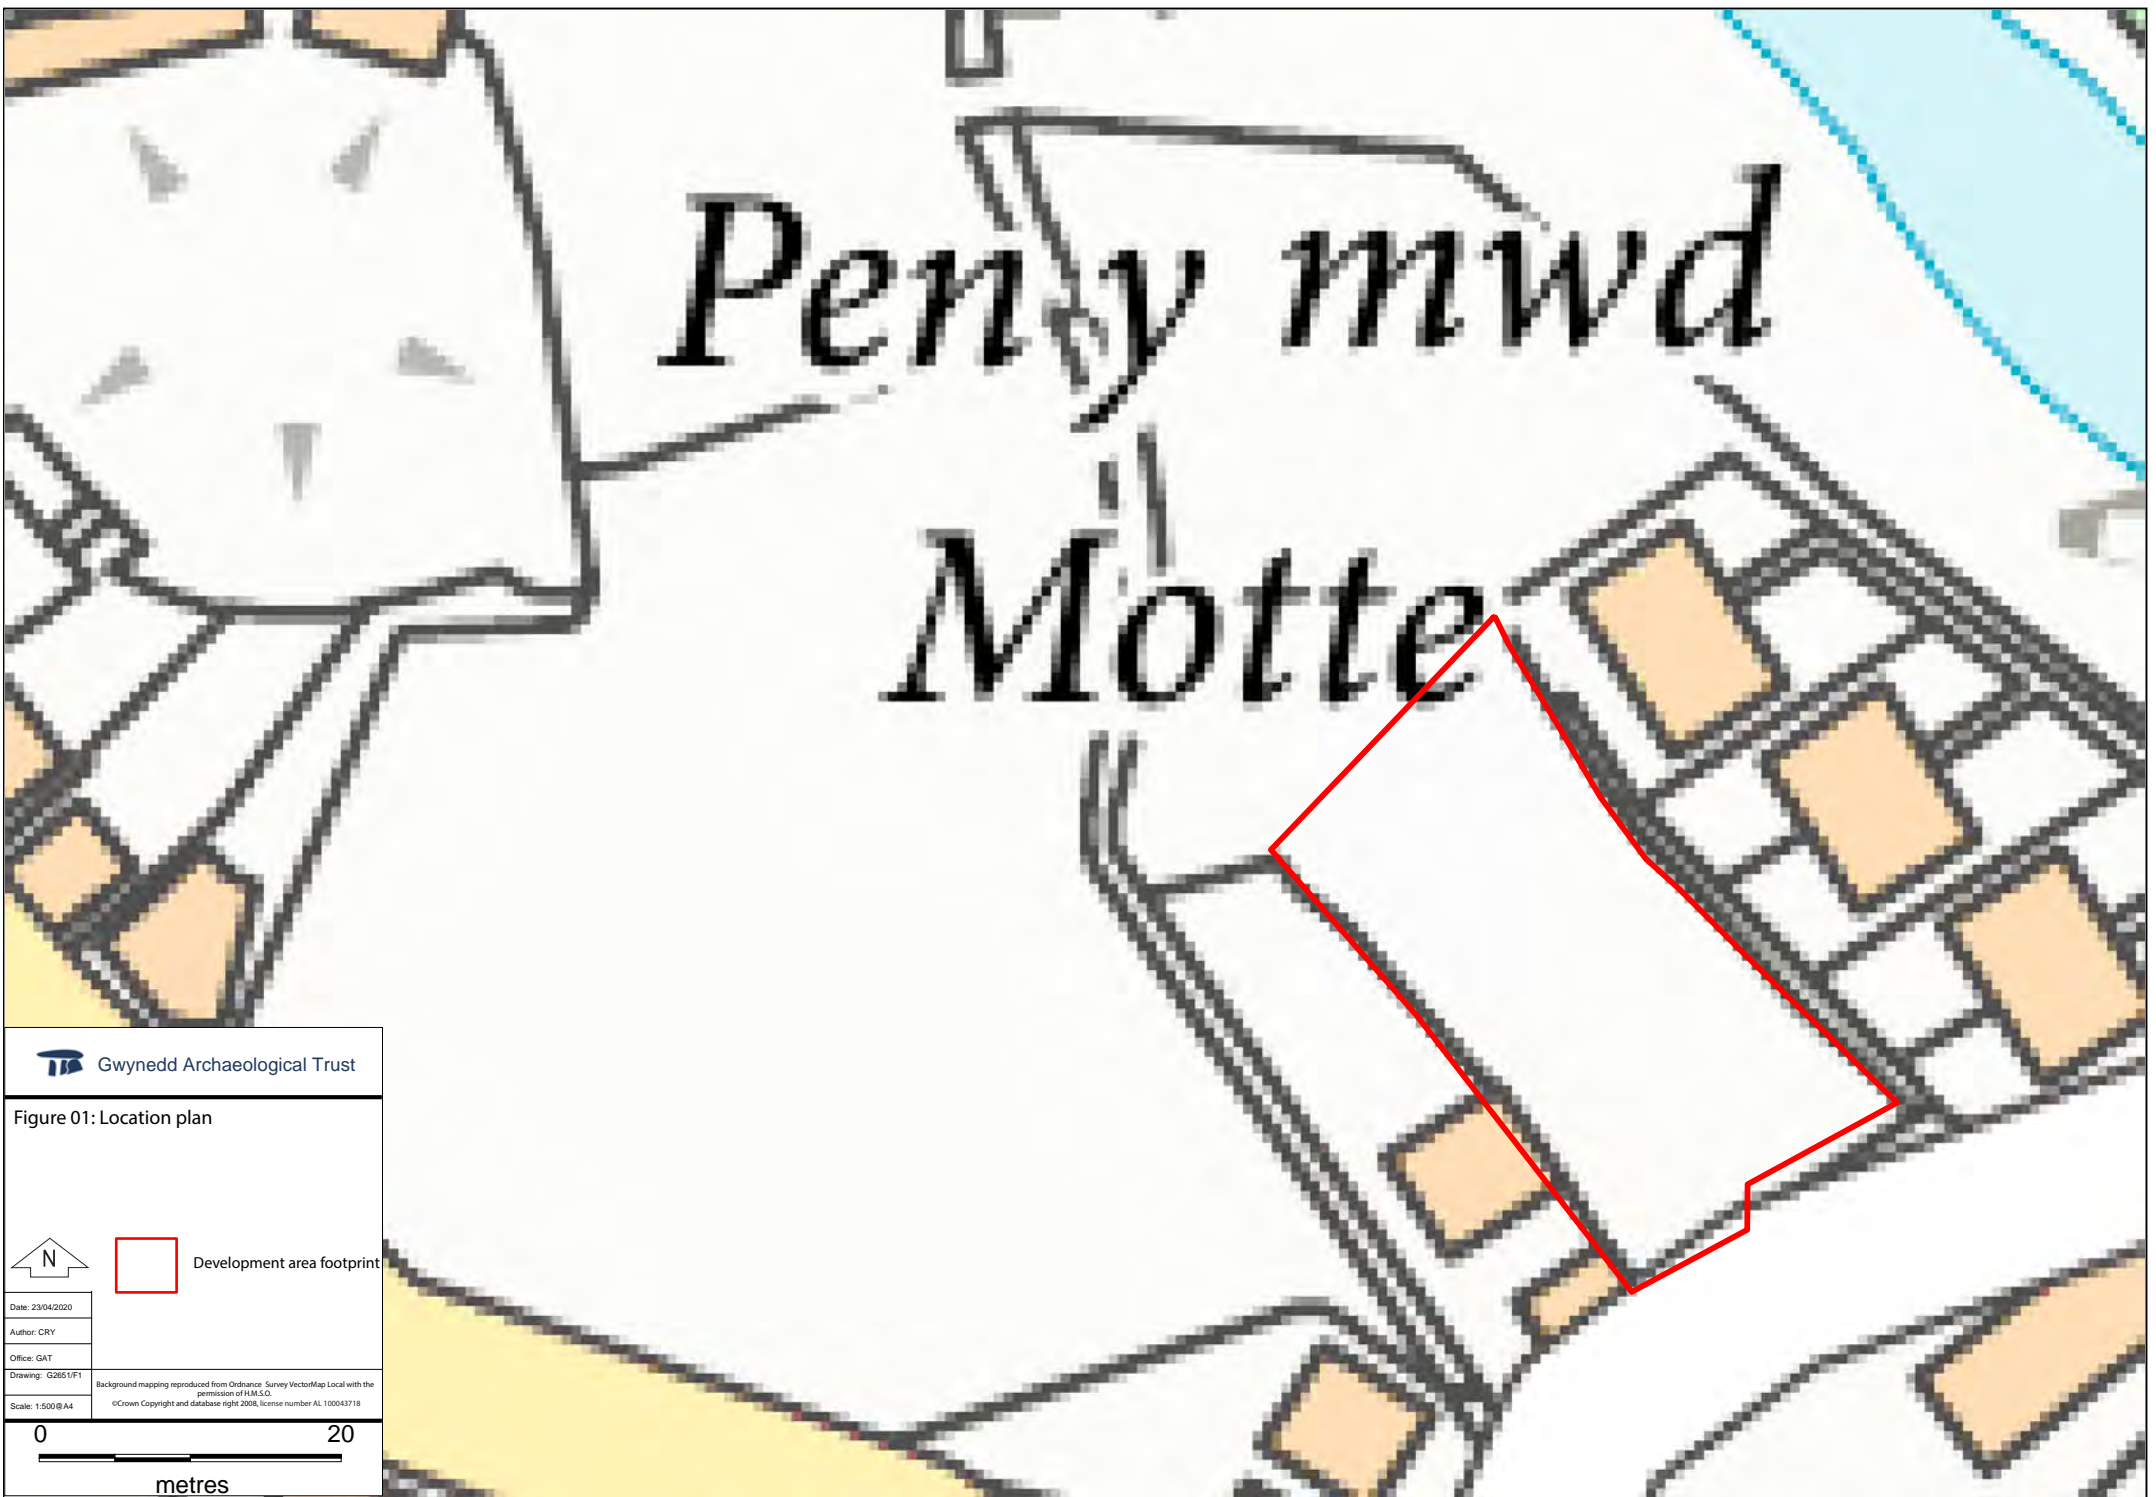 Pen y mwd
Motte
Gwynedd Archaeological Trust
Figure 01: Location plan
N
Development area footprint
Date: 23/04/2020
Author: CRY
Office: GAT
Drawing: G2651/F1
Scale: 1:500@A4
Background mapping reproduced from Ordnance Survey VectorMap Local with the
permission of H.M.S.O.
©Crown Copyright and database right 2008, license number AL 100043718
0 20
metres